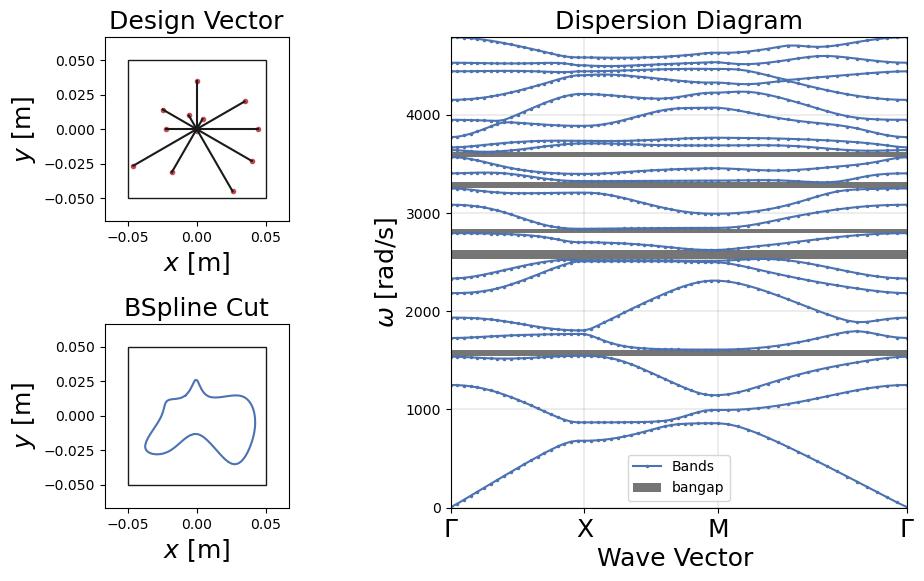 Design Vector
0.050
0.025
0.000
−0.025
−0.050
y [m]
−0.05
0.00
0.05
x [m]
BSpline Cut
0.050
0.025
0.000
−0.025
−0.050
y [m]
−0.05
0.00
0.05
x [m]
Dispersion Diagram
4000
3000
2000
1000
0
ω [rad/s]
Bands
bangap
Γ
X
M
Γ
Wave Vector